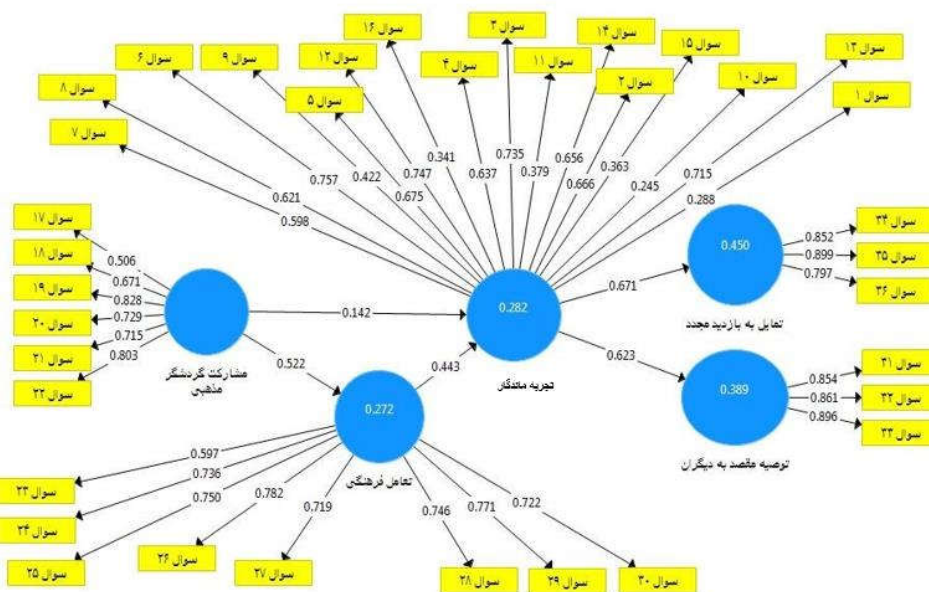 سوال ۳
سوال ۱۶
سوال ۱۴
سوال ۱۵
سوال ۱۳
سوال ۶
سوال ۹
سوال ۱۲
سوال ۴
سوال ۱۱
سوال ۲
سوال ۱۰
سوال ۸
سوال ۵
سوال ۱
سوال ۷
0.341
0.735
0.637
0.379
0.656
0.363
0.747
0.666
0.757
0.422
0.675
0.245
0.715
0.288
0.621
0.598
سوال ۱۷
سوال ۱۸
سوال ۱۹
سوال ۲۰
سوال ۲۱
سوال ۲۲
0.506
0.671
0.828
0.729
0.715
0.803
مشارکت گردشگر
مذهبی
0.142
0.522
0.443
0.282
تجربه ماندگار
0.671
0.623
0.450
تمایل به بازدید مجدد
0.852
0.899
0.797
سوال ۳۴
سوال ۳۵
سوال ۳۶
0.389
توصیه مقصد به دیگران
0.854
0.861
0.896
سوال ۳۱
سوال ۳۲
سوال ۳۳
0.272
تعامل فرهنگی
0.597
0.736
0.750
0.782
0.719
0.746
0.771
0.722
سوال ۲۳
سوال ۲۴
سوال ۲۵
سوال ۲۶
سوال ۲۷
سوال ۲۸
سوال ۲۹
سوال ۳۰